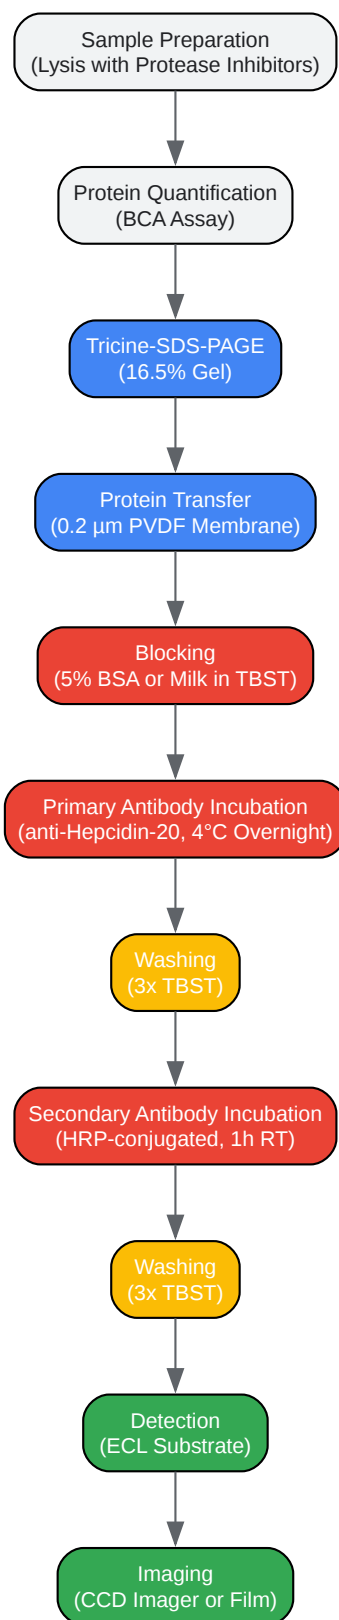 Sample Preparation
(Lysis with Protease Inhibitors)
Protein Quantification
(BCA Assay)
Tricine-SDS-PAGE
(16.5% Gel)
Protein Transfer
(0.2 µm PVDF Membrane)
Blocking
(5% BSA or Milk in TBST)
Primary Antibody Incubation
(anti-Hepcidin-20, 4°C Overnight)
Washing
(3x TBST)
Secondary Antibody Incubation
(HRP-conjugated, 1h RT)
Washing
(3x TBST)
Detection
(ECL Substrate)
Imaging
(CCD Imager or Film)